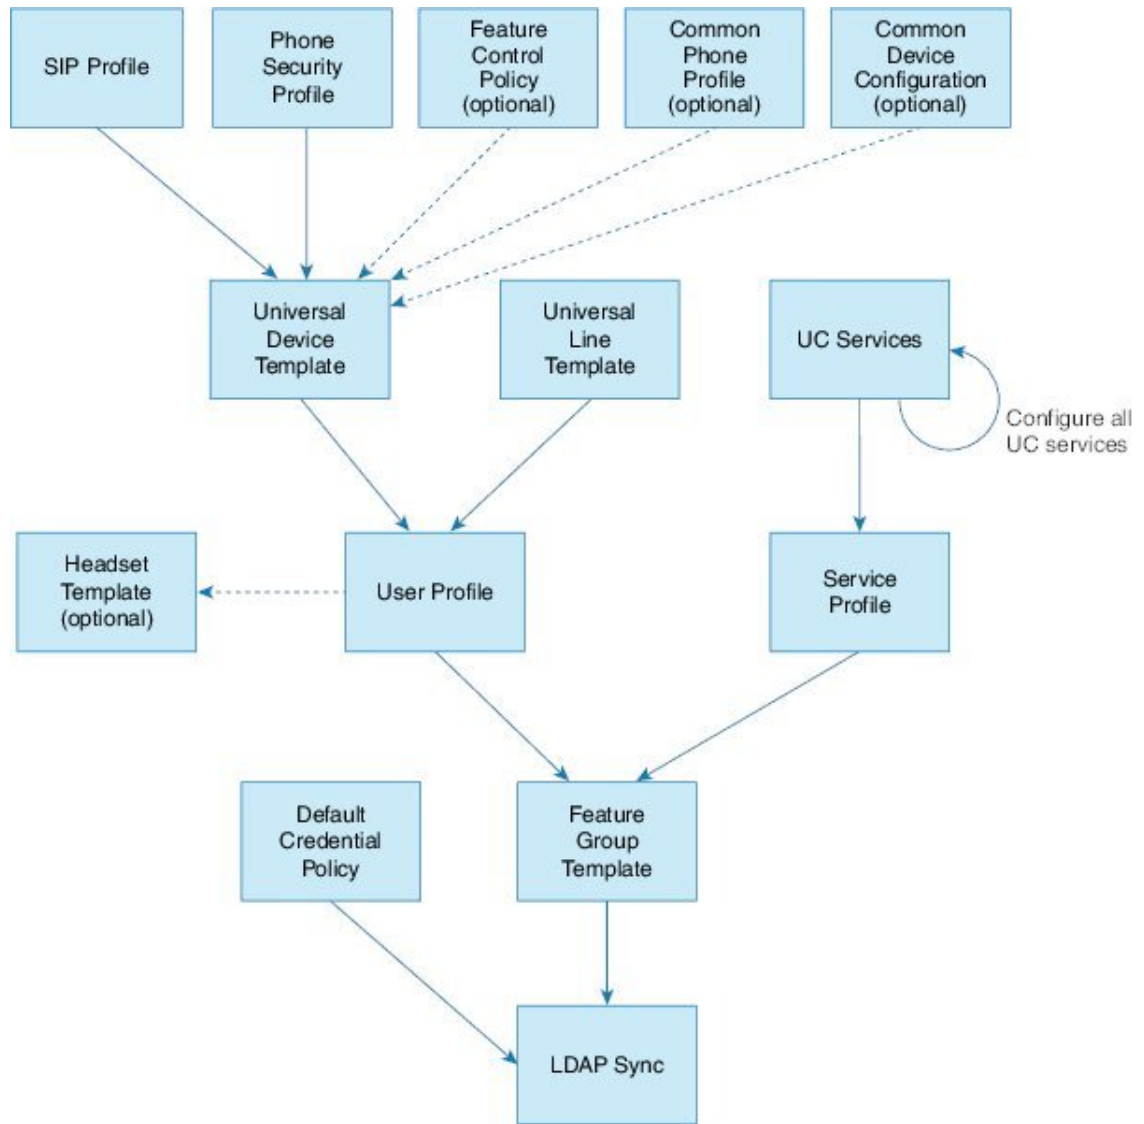 SIP Profile
Phone
Security
Profile
Feature
Control
Policy
(optional)
Common
Phone
Profile
(optional)
Common
Device
Configuration
(optional)
Universal
Device
Template
Universal
Line
Template
UC Services
Configure all
UC services
Headset
Template
(optional)
User Profile
Service
Profile
Default
Credential
Policy
Feature
Group
Template
LDAP Sync